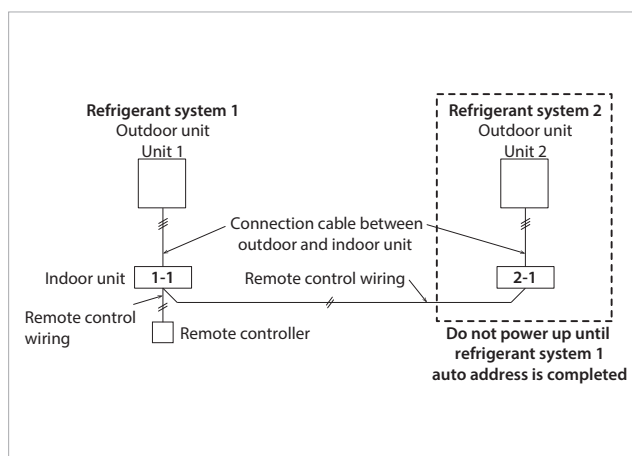 Refrigerant system 1
Outdoor unit
Unit 1
Refrigerant system 2
Outdoor unit
Unit 2
Connection cable between
outdoor and indoor unit
Indoor unit
1-1
Remote control wiring
2-1
Remote control
wiring
Remote controller
Do not power up until
refrigerant system 1
auto address is completed